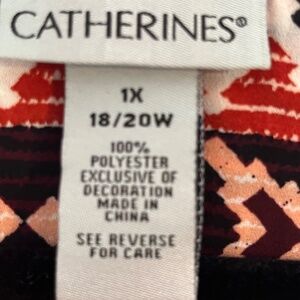 CATHERINES®
1X
18/20W
100%
POLYESTER
EXCLUSIVE OF
DECORATION
MADE IN
CHINA
SEE REVERSE
FOR CARE